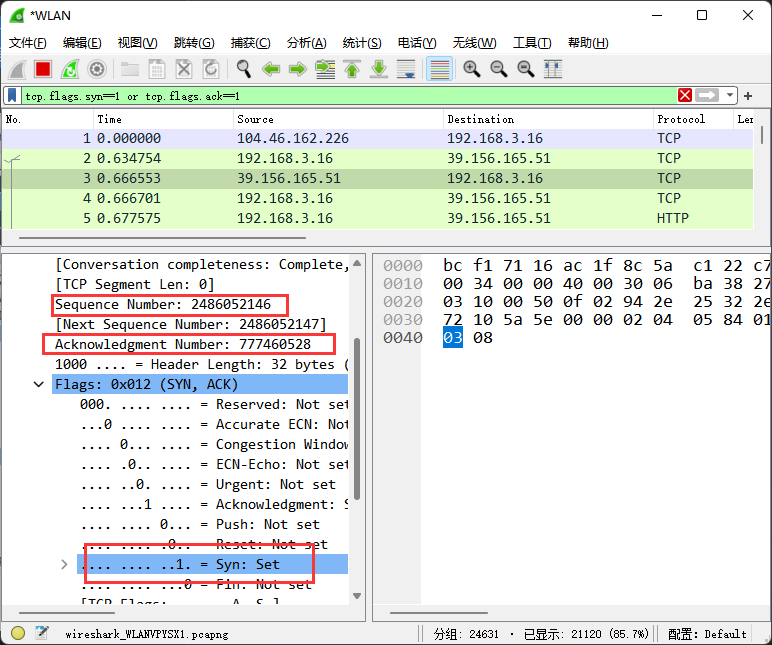 *WLAN
文件(F) 编辑(E) 视图(V) 跳转(G) 捕获(C) 分析(A) 统计(S) 电话(Y) 无线(W) 工具(T) 帮助(H)
tcp.flags.syn==1 or tcp.flags.ack==1
No. Time Source Destination Protocol Ler
1 0.000000 104.46.162.226 192.168.3.16 TCP
2 0.634754 192.168.3.16 39.156.165.51 TCP
3 0.666553 39.156.165.51 192.168.3.16 TCP
4 0.666701 192.168.3.16 39.156.165.51 TCP
5 0.677575 192.168.3.16 39.156.165.51 HTTP
[Conversation completeness: Complete,
[TCP Segment Len: 0]
Sequence Number: 2486052146
[Next Sequence Number: 2486052147]
Acknowledgment Number: 777460528
1000 .... = Header Length: 32 bytes (
Flags: 0x012 (SYN, ACK)
000. .... .... = Reserved: Not set
...0 .... .... = Accurate ECN: Not
.... 0... .... = Congestion Window
.... .0.. .... = ECN-Echo: Not set
.... ..0. .... = Urgent: Not set
.... ...1 .... = Acknowledgment: S
.... .... 0... = Push: Not set
.... .... .0.. = Reset: Not set
.... .... ..1. = Syn: Set
.... .... ...0 = Fin: Not set
[TCP Flags: ·······A··S·]
0000 bc f1 71 16 ac 1f 8c 5a c1 22 c7
0010 00 34 00 00 40 00 30 06 ba 38 27
0020 03 10 00 50 0f 02 94 2e 25 32 2e
0030 72 10 5a 5e 00 00 02 04 05 84 01
0040 03 08
wireshark_WLANVPYSX1.pcapng
分组: 24631 · 已显示: 21120 (85.7%)
配置: Default